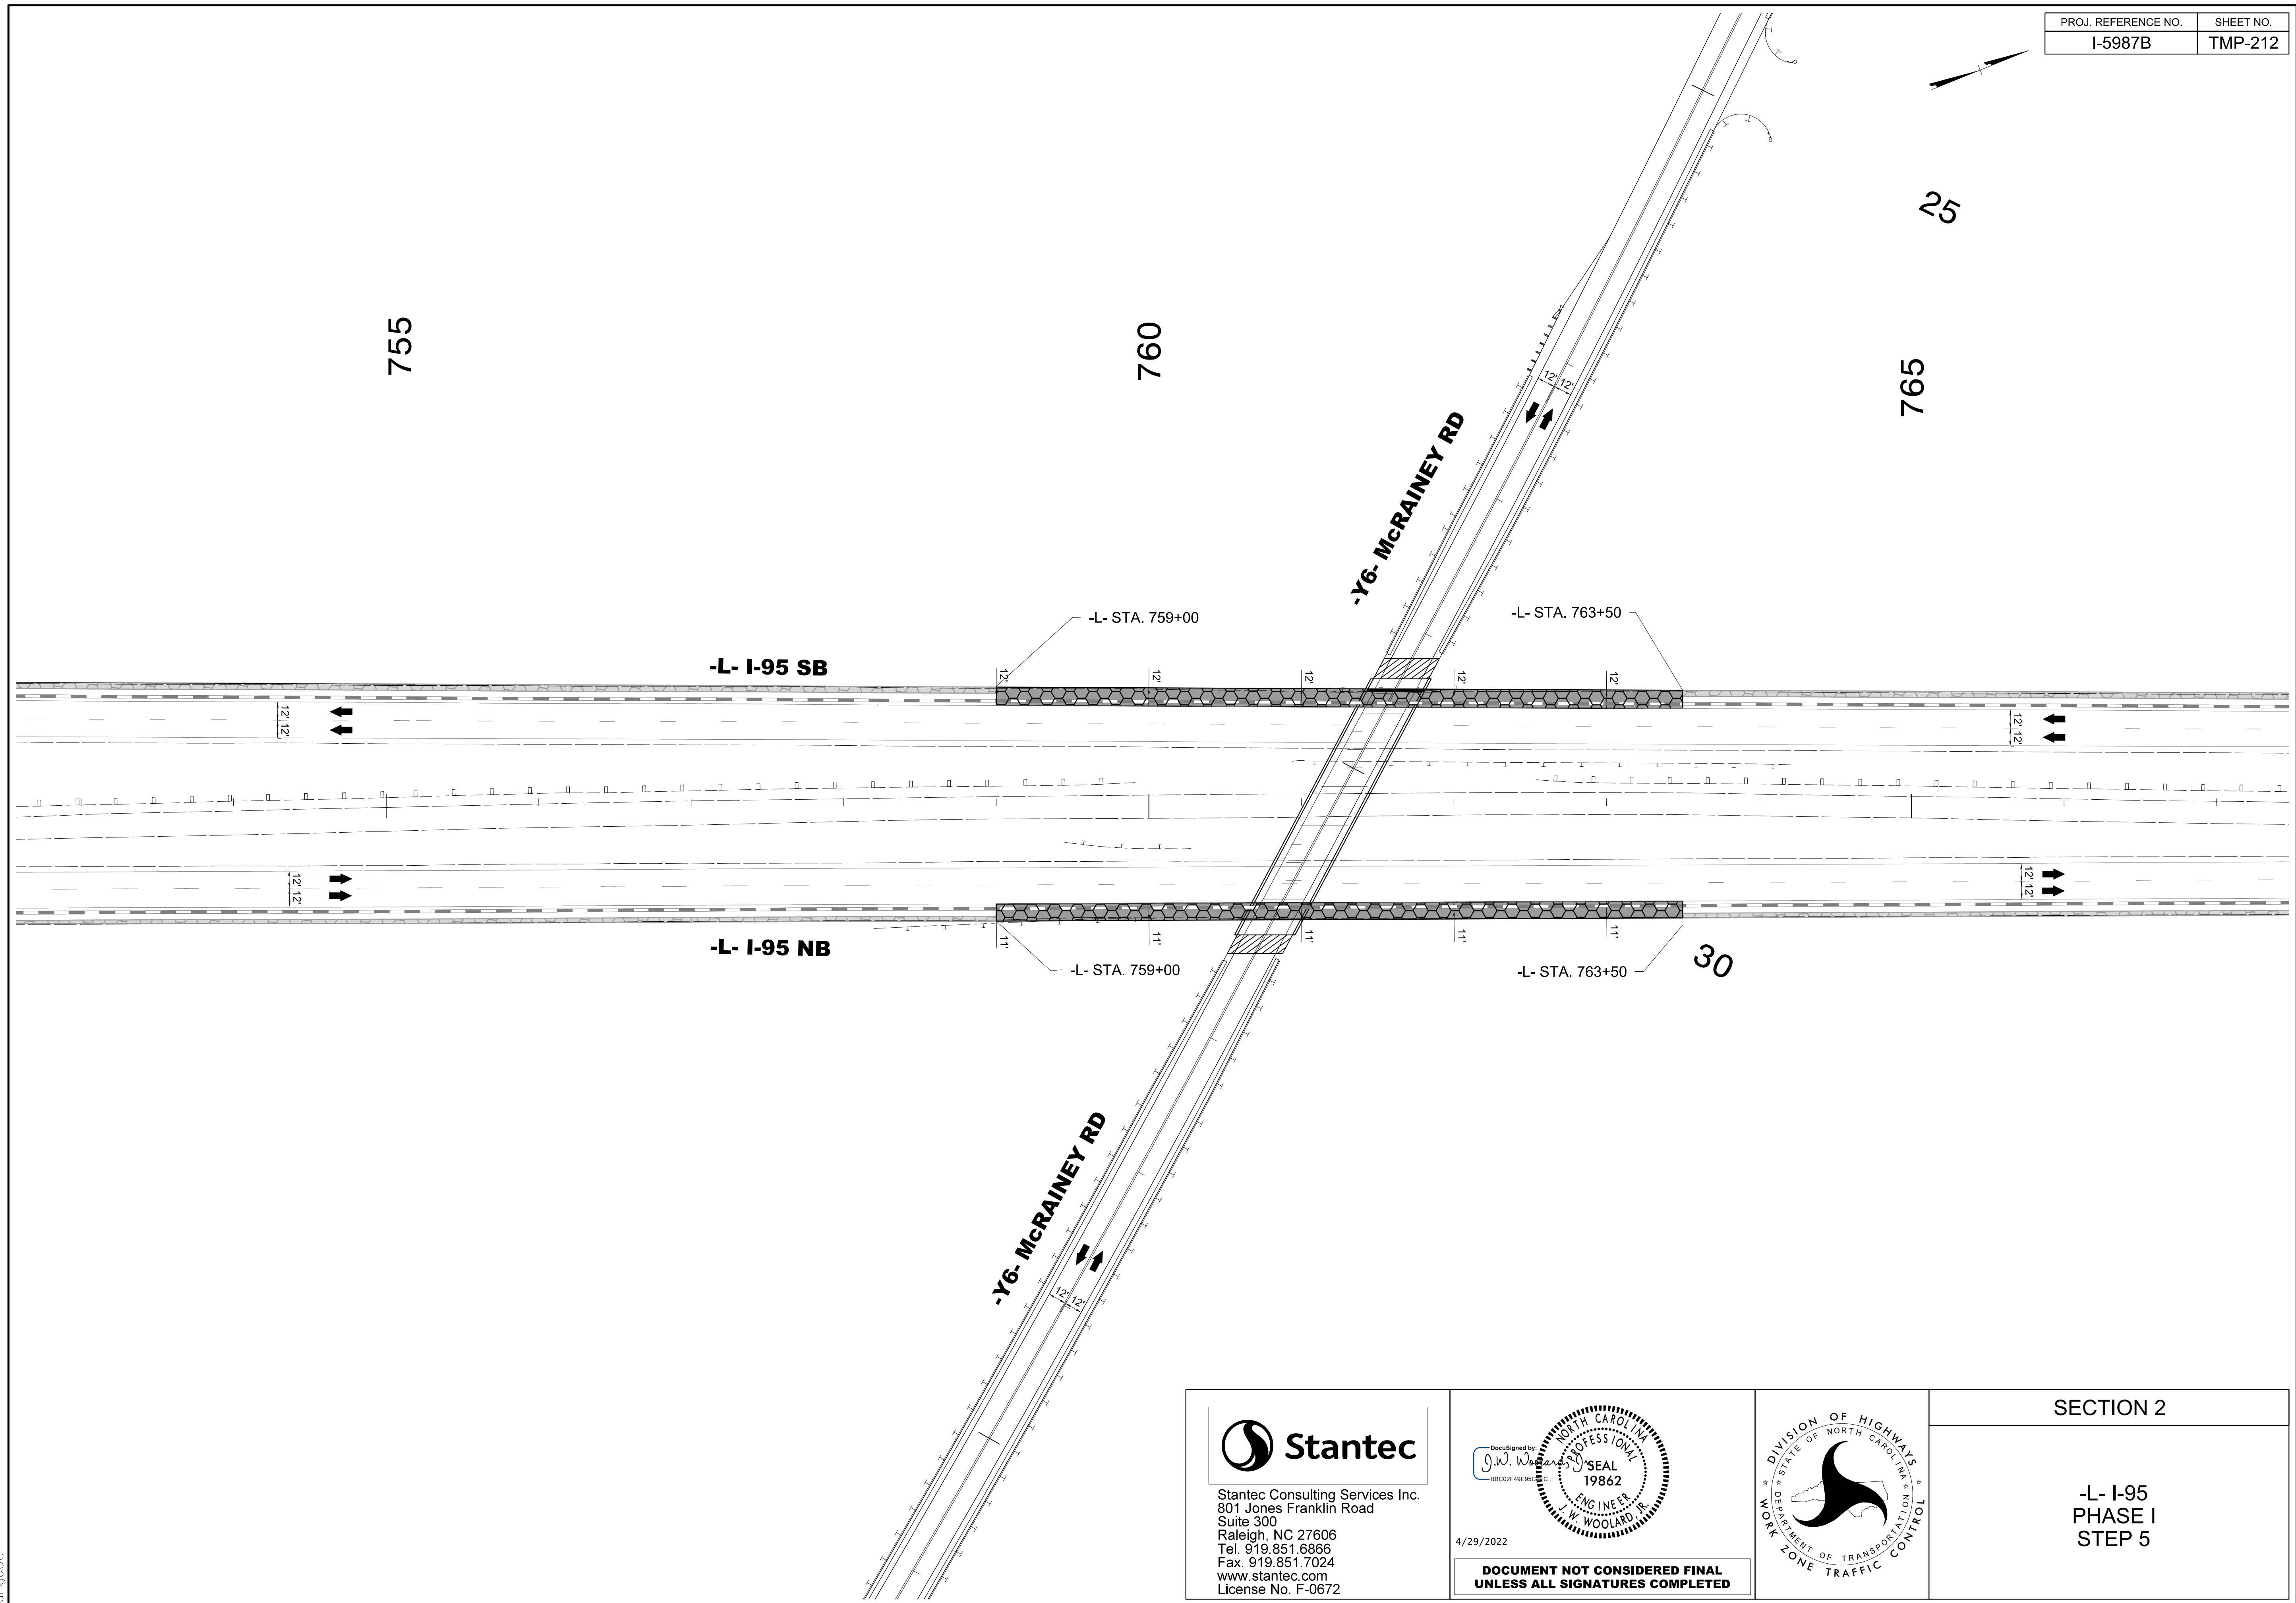 PROJ. REFERENCE NO.
SHEET NO.
I-5987B
TMP-212
25
755
760
765
12' 12'
-Y6- McRAINEY RD
-L- STA. 759+00
-L- STA. 763+50
-L- I-95 SB
12'
12'
12'
12'
12'
12' 12'
12' 12'
12' 12'
12' 12'
-L- I-95 NB
11'
11'
11'
11'
11'
-L- STA. 759+00
-L- STA. 763+50
30
-Y6- McRAINEY RD
12' 12'
Stantec
Stantec Consulting Services Inc.
801 Jones Franklin Road
Suite 300
Raleigh, NC 27606
Tel. 919.851.6866
Fax. 919.851.7024
www.stantec.com
License No. F-0672
DocuSigned by:
J.W. Woolard, Jr.
NORTH CAROLINA
PROFESSIONAL
SEAL
19862
ENGINEER
J. W. WOOLARD, JR.
4/29/2022
DOCUMENT NOT CONSIDERED FINAL
UNLESS ALL SIGNATURES COMPLETED
DIVISION OF HIGHWAYS
STATE OF NORTH CAROLINA
DEPARTMENT OF TRANSPORTATION
WORK ZONE TRAFFIC CONTROL
SECTION 2
-L- I-95
PHASE I
STEP 5